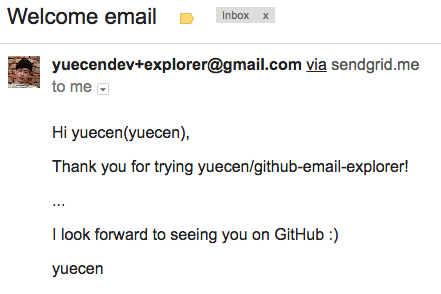 Welcome email Inbox x
yuecendev+explorer@gmail.com via sendgrid.me
to me
Hi yuecen(yuecen),
Thank you for trying yuecen/github-email-explorer!
...
I look forward to seeing you on GitHub :)
yuecen